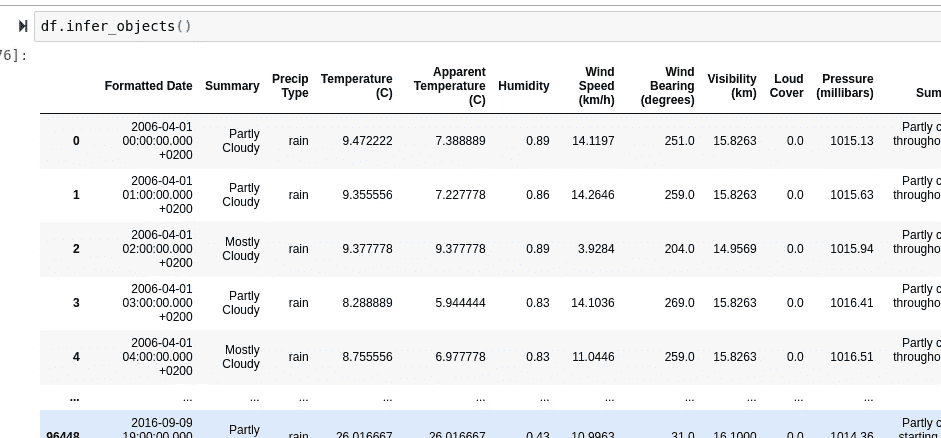 df.infer_objects()
76]:
Formatted Date Summary Precip Type Temperature (C) Apparent Temperature (C) Humidity Wind Speed (km/h) Wind Bearing (degrees) Visibility (km) Loud Cover Pressure (millibars) Sum
0 2006-04-01 00:00:00.000 +0200 Partly Cloudy rain 9.472222 7.388889 0.89 14.1197 251.0 15.8263 0.0 1015.13 Partly c througho
1 2006-04-01 01:00:00.000 +0200 Partly Cloudy rain 9.355556 7.227778 0.86 14.2646 259.0 15.8263 0.0 1015.63 Partly c througho
2 2006-04-01 02:00:00.000 +0200 Mostly Cloudy rain 9.377778 9.377778 0.89 3.9284 204.0 14.9569 0.0 1015.94 Partly c througho
3 2006-04-01 03:00:00.000 +0200 Partly Cloudy rain 8.288889 5.944444 0.83 14.1036 269.0 15.8263 0.0 1016.41 Partly c througho
4 2006-04-01 04:00:00.000 +0200 Mostly Cloudy rain 8.755556 6.977778 0.83 11.0446 259.0 15.8263 0.0 1016.51 Partly c througho
... ... ... ... ... ... ... ... ... ... ... ...
96448 2016-09-09 19:00:00.000 Partly rain 26.016667 26.016667 0.43 10.9963 31.0 16.1000 0.0 1014.36 Partly c starting